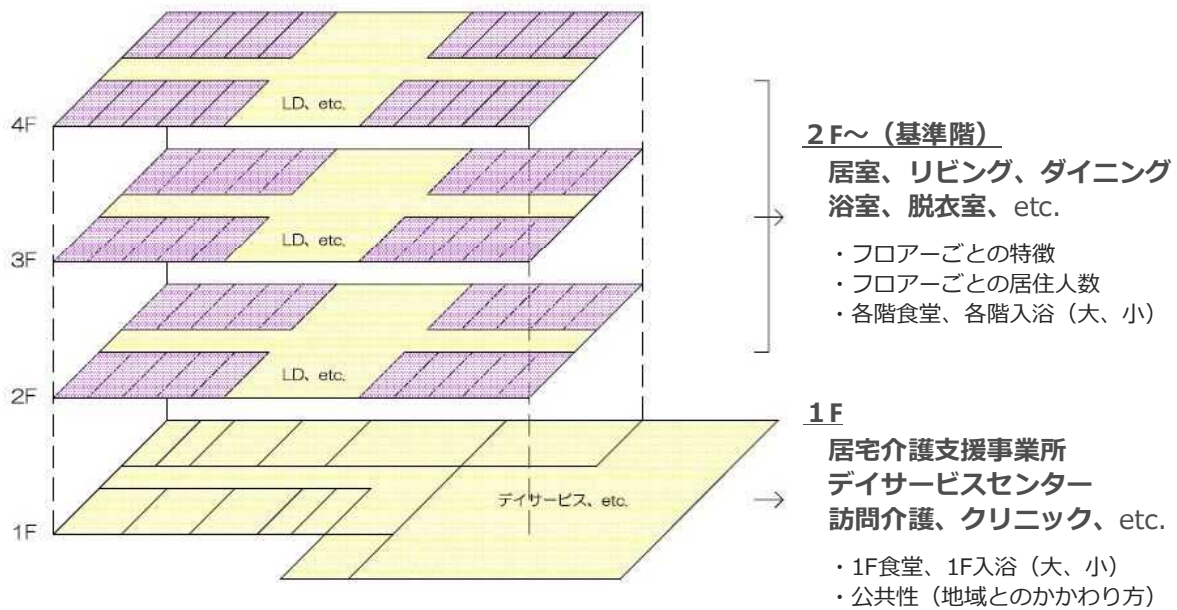 LD、etc.
4F
LD、etc.
3F
LD、etc.
2F
デイサービス、etc.
1F
2F～（基準階）
居室、リビング、ダイニング
浴室、脱衣室、etc.
・フロアーごとの特徴
・フロアーごとの居住人数
・各階食堂、各階入浴（大、小）
1F
居宅介護支援事業所
デイサービスセンター
訪問介護、クリニック、etc.
・1F食堂、1F入浴（大、小）
・公共性（地域とのかかわり方）